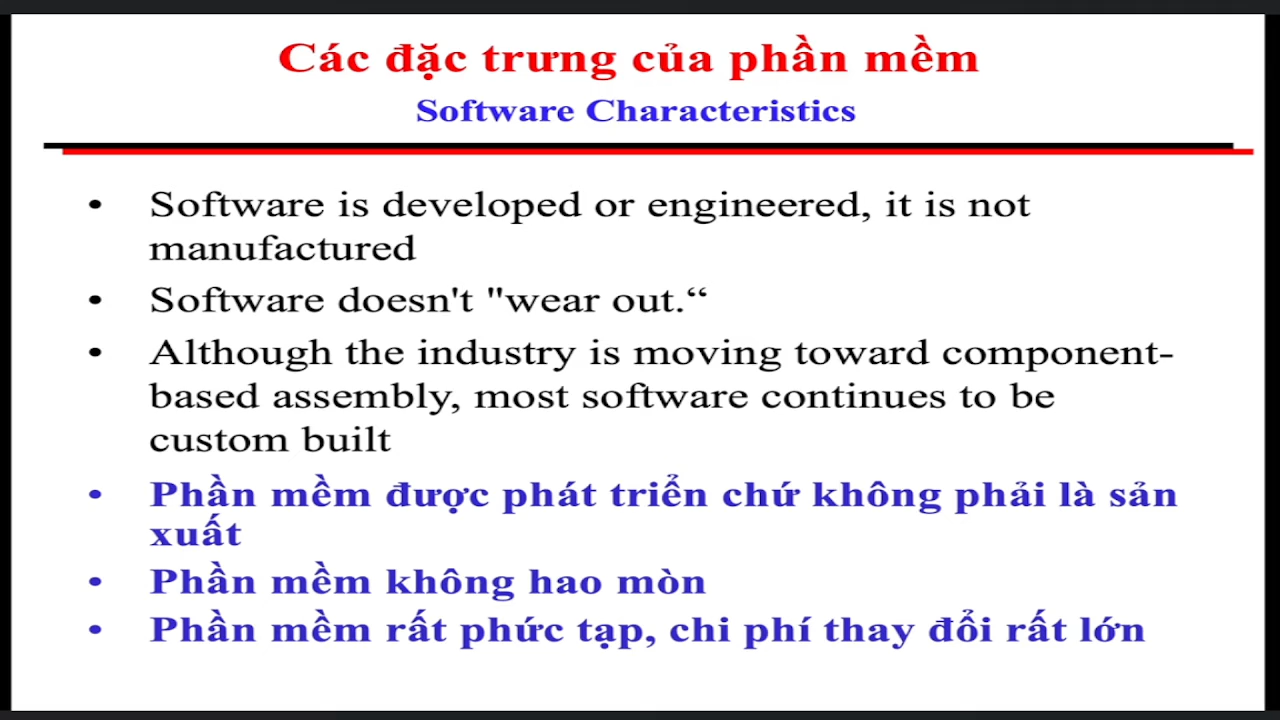 Các đặc trưng của phần mềm
Software Characteristics
• Software is developed or engineered, it is not
manufactured
• Software doesn't "wear out.“
• Although the industry is moving toward component-
based assembly, most software continues to be
custom built
• Phần mềm được phát triển chứ không phải là sản
xuất
• Phần mềm không hao mòn
• Phần mềm rất phức tạp, chi phí thay đổi rất lớn